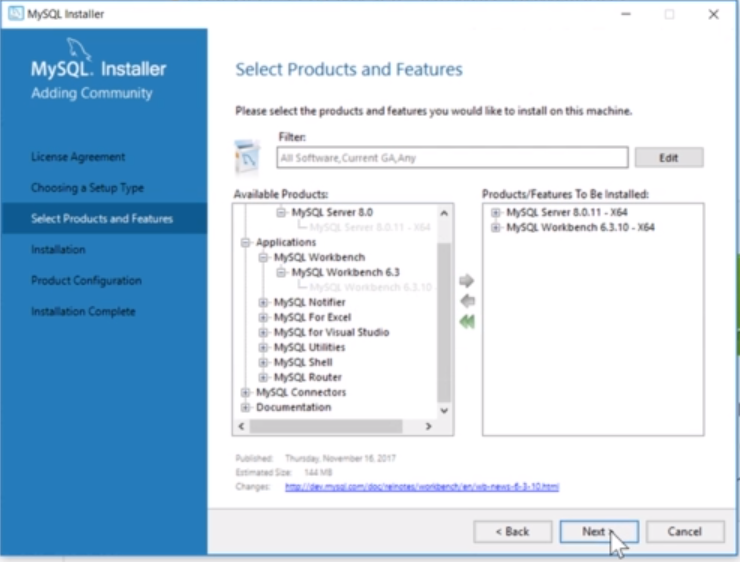 MySQL Installer
MySQL. Installer
Adding Community
License Agreement
Choosing a Setup Type
Select Products and Features
Installation
Product Configuration
Installation Complete
Select Products and Features
Please select the products and features you would like to install on this machine.
Filter:
All Software,Current GA,Any
Edit
Available Products:
MySQL Server 8.0
MySQL Server 8.0.11 - X64
Applications
MySQL Workbench
MySQL Workbench 6.3
MySQL Workbench 6.3.10
MySQL Notifier
MySQL For Excel
MySQL for Visual Studio
MySQL Utilities
MySQL Shell
MySQL Router
MySQL Connectors
Documentation
Products/Features To Be Installed:
MySQL Server 8.0.11 - X64
MySQL Workbench 6.3.10 - X64
Published: Thursday, November 16, 2017
Estimated Size: 144 MB
Changes: http://dev.mysql.com/doc/relnotes/workbench/en/wb-news-6-3-10.html
< Back
Next >
Cancel